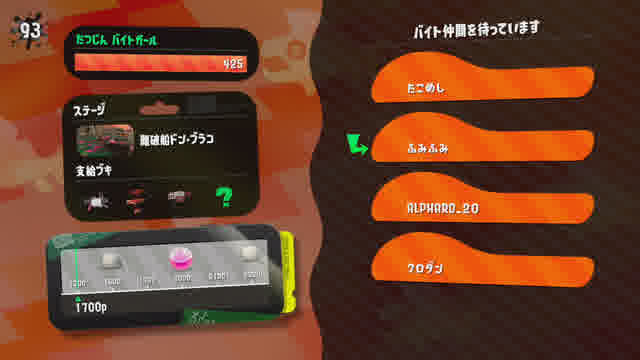 93
たつじん バイトガール
425
ステージ
難破船ドン・ブラコ
支給ブキ
?
1700p
バイト仲間を待っています
たこめし
ふみふみ
ALPHARD_20
クロダン